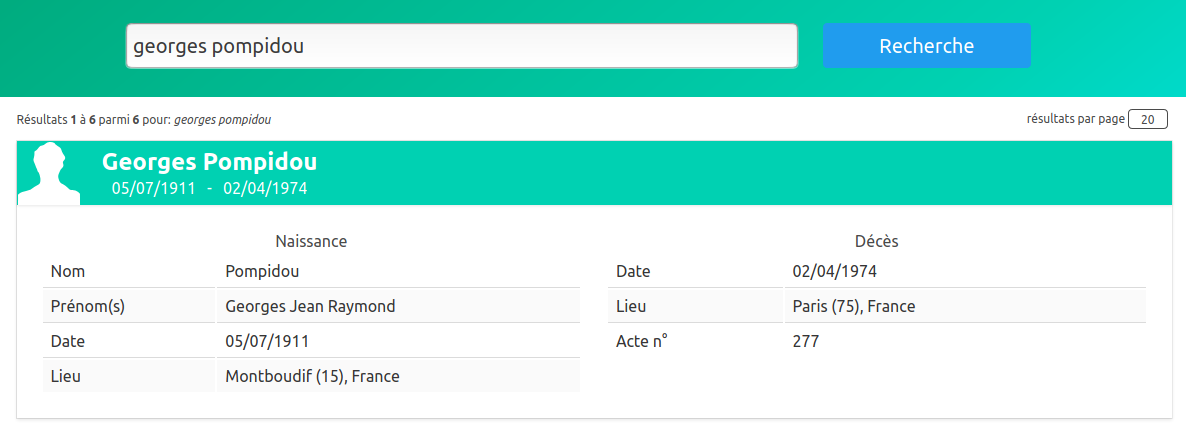 georges pompidou
Recherche
Résultats 1 à 6 parmi 6 pour: georges pompidou
résultats par page 20
Georges Pompidou
05/07/1911 - 02/04/1974
Naissance
Nom Pompidou
Prénom(s) Georges Jean Raymond
Date 05/07/1911
Lieu Montboudif (15), France
Décès
Date 02/04/1974
Lieu Paris (75), France
Acte n° 277